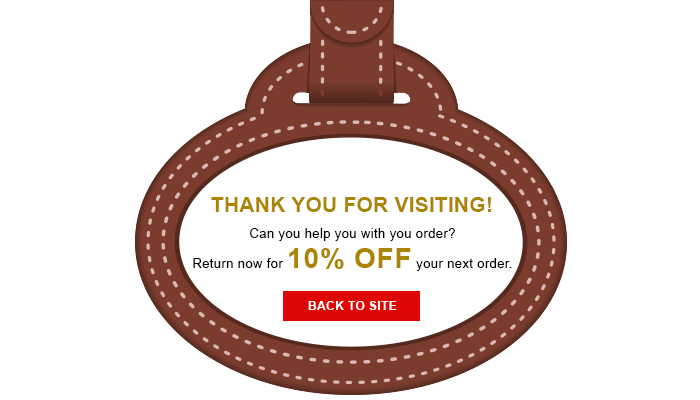 THANK YOU FOR VISITING!
Can you help you with you order?
Return now for 10% OFF your next order.
BACK TO SITE